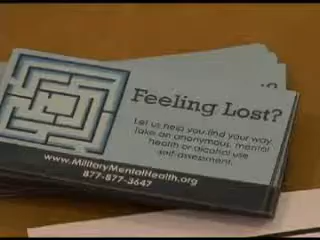 Feeling Lost?
Let us help you find your way.
Take an anonymous, mental
health or alcohol use
self-assessment.
www.MilitaryMentalHealth.org
877-877-3647